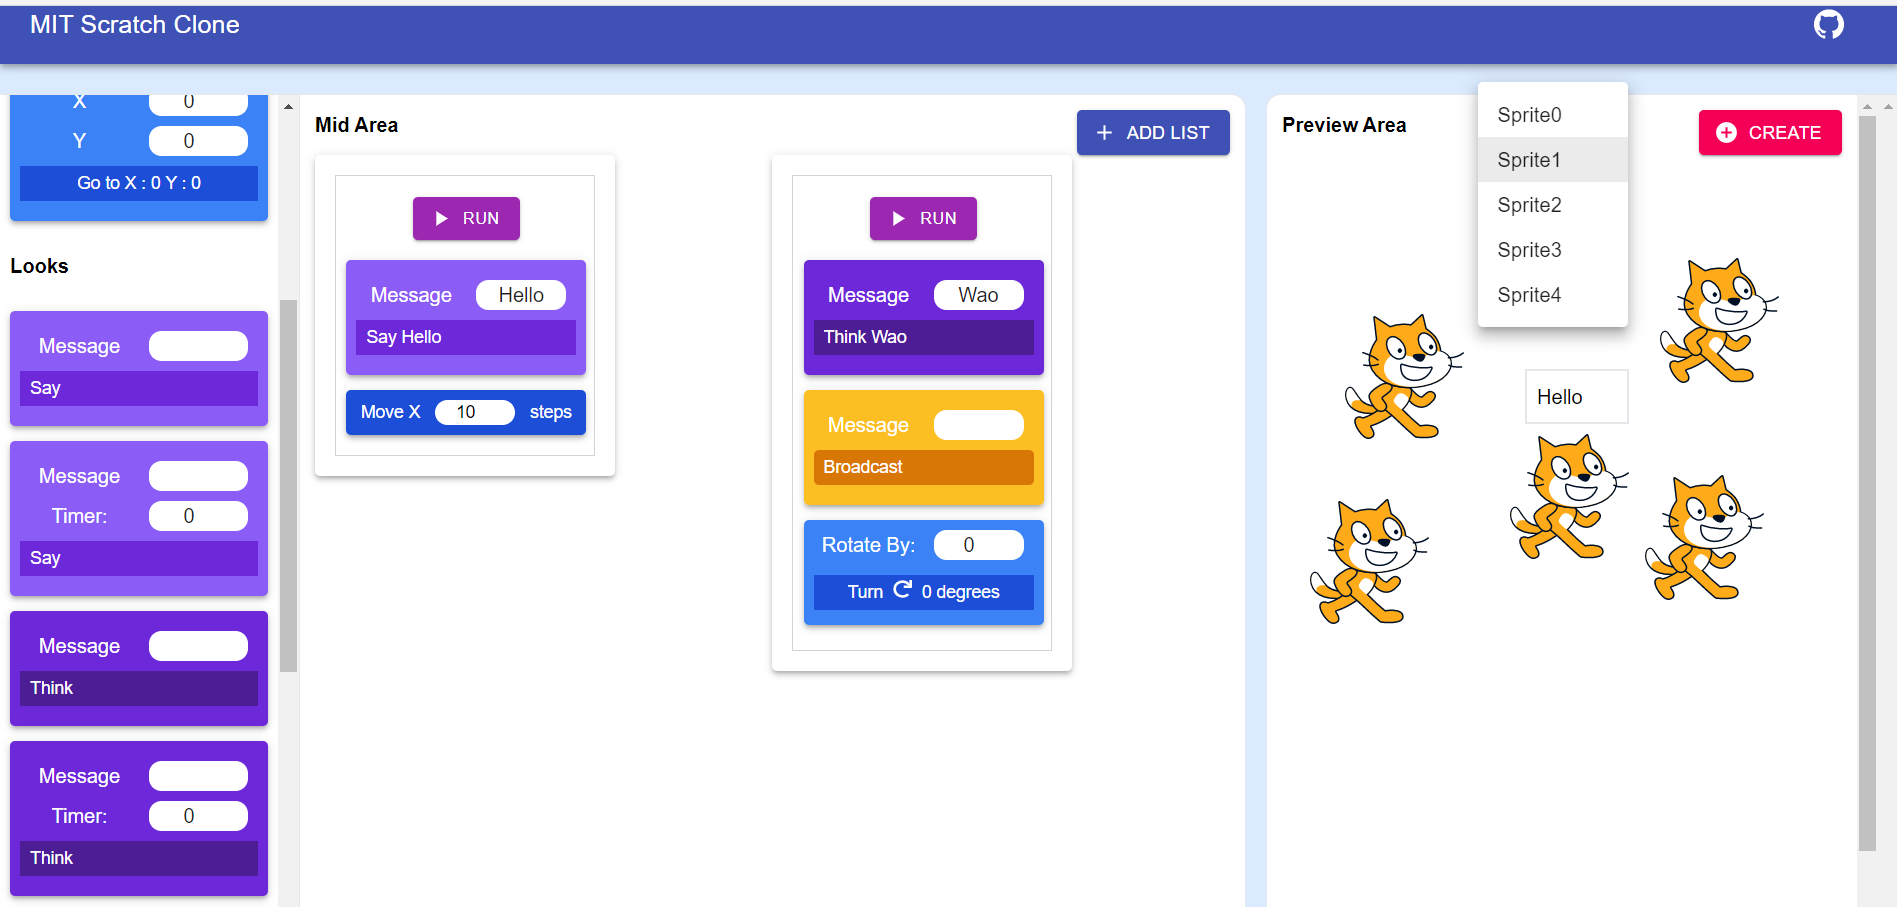 MIT Scratch Clone
X 0
Y 0
Go to X : 0 Y : 0
Looks
Message
Say
Message
Timer: 0
Say
Message
Think
Message
Timer: 0
Think
Mid Area
ADD LIST
RUN
Message Hello
Say Hello
Move X 10 steps
RUN
Message Wao
Think Wao
Message
Broadcast
Rotate By: 0
Turn 0 degrees
Preview Area
CREATE
Sprite0
Sprite1
Sprite2
Sprite3
Sprite4
Hello